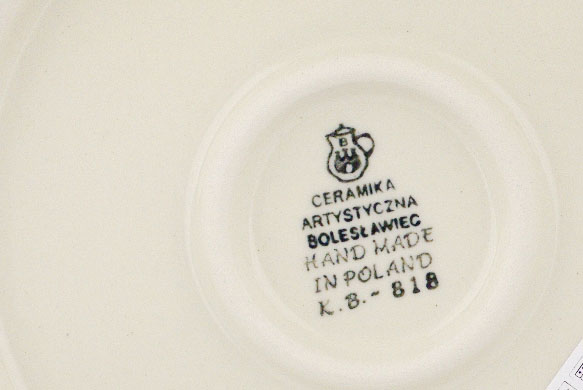 B
CERAMIKA
ARTYSTYCZNA
BOLESŁAWIEC
HAND MADE
IN POLAND
K.B.- 818